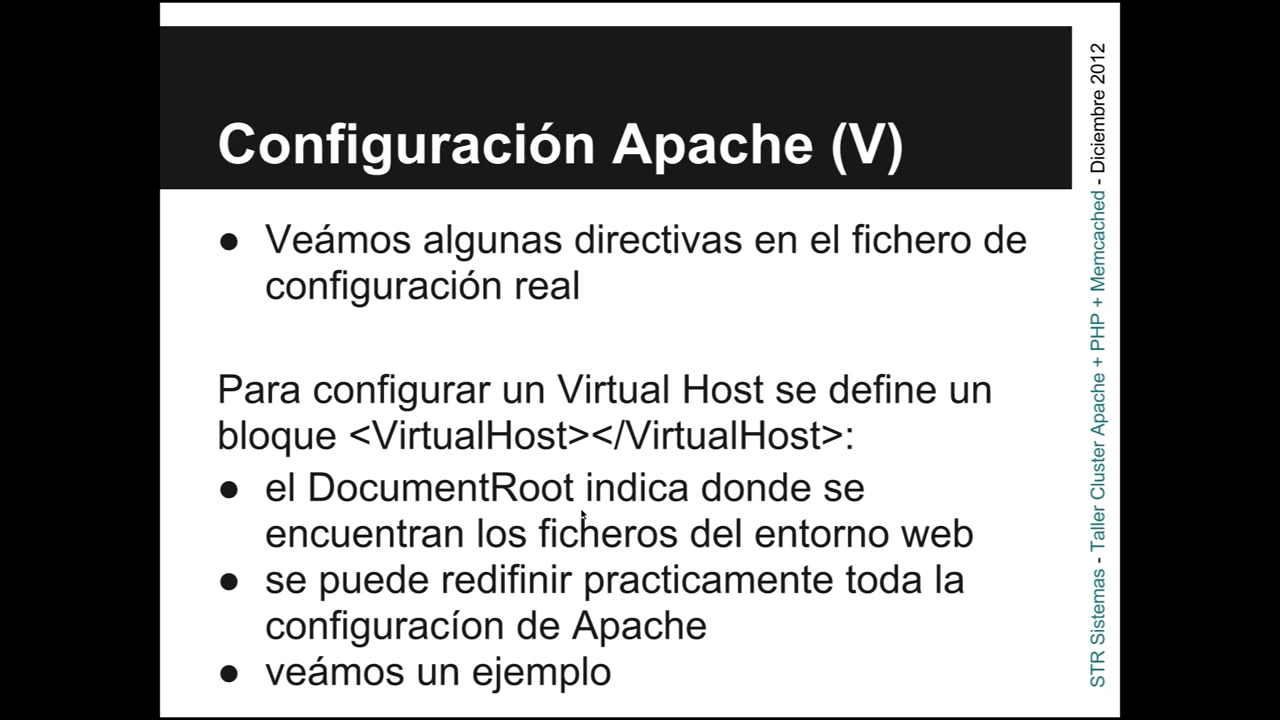 Configuración Apache (V)
● Veámos algunas directivas en el fichero de
configuración real
Para configurar un Virtual Host se define un
bloque <VirtualHost></VirtualHost>:
● el DocumentRoot indica donde se
encuentran los ficheros del entorno web
● se puede redifinir practicamente toda la
configuracíon de Apache
● veámos un ejemplo
STR Sistemas - Taller Cluster Apache + PHP + Memcached - Diciembre 2012